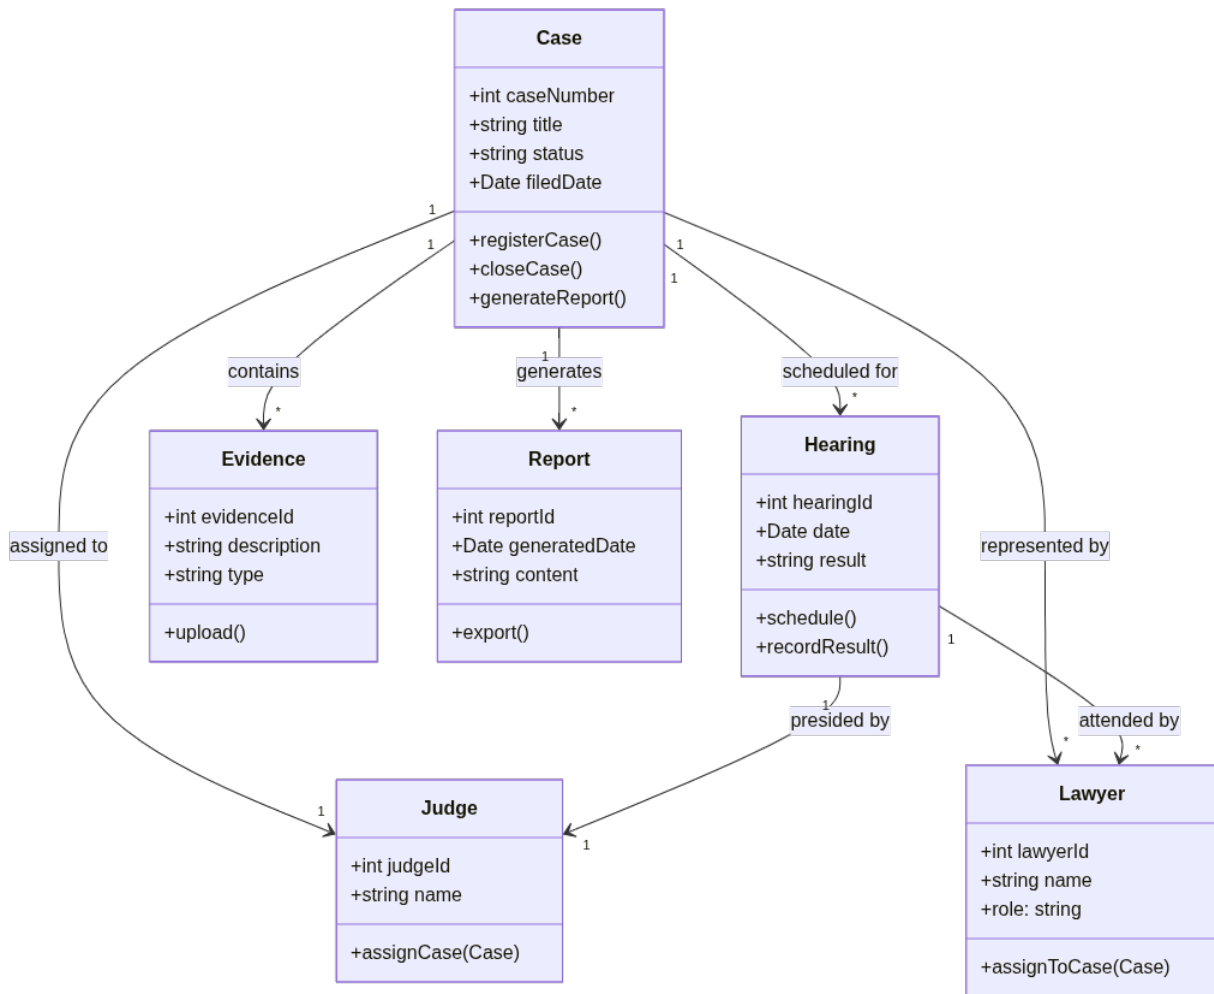 Case
+int caseNumber
+string title
+string status
+Date filedDate
+registerCase()
+closeCase()
+generateReport()
1
1
1
1
1
contains
generates
scheduled for
*
*
*
Evidence
+int evidenceId
+string description
+string type
+upload()
Report
+int reportId
+Date generatedDate
+string content
+export()
Hearing
+int hearingId
+Date date
+string result
+schedule()
+recordResult()
assigned to
represented by
1
1
presided by
attended by
*
*
1
1
Judge
+int judgeId
+string name
+assignCase(Case)
Lawyer
+int lawyerId
+string name
+role: string
+assignToCase(Case)